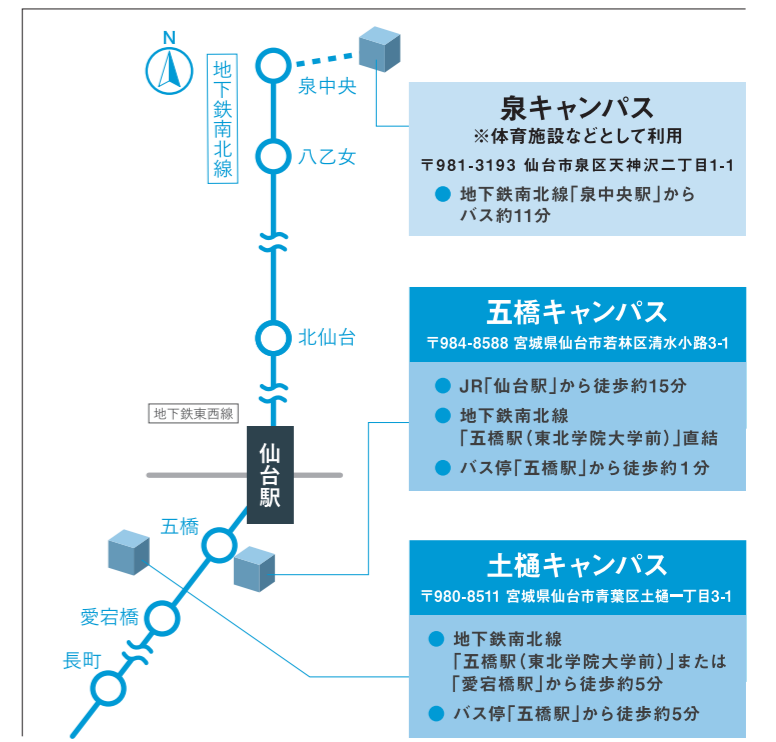 N
地下鉄南北線
泉中央
八乙女
北仙台
地下鉄東西線
仙台駅
五橋
愛宕橋
長町
泉キャンパス
※体育施設などとして利用
〒981-3193 仙台市泉区天神沢二丁目1-1
● 地下鉄南北線「泉中央駅」から
バス約11分
五橋キャンパス
〒984-8588 宮城県仙台市若林区清水小路3-1
● JR「仙台駅」から徒歩約15分
● 地下鉄南北線
「五橋駅(東北学院大学前)」直結
● バス停「五橋駅」から徒歩約1分
土樋キャンパス
〒980-8511 宮城県仙台市青葉区土樋一丁目3-1
● 地下鉄南北線
「五橋駅(東北学院大学前)」または
「愛宕橋駅」から徒歩約5分
● バス停「五橋駅」から徒歩約5分